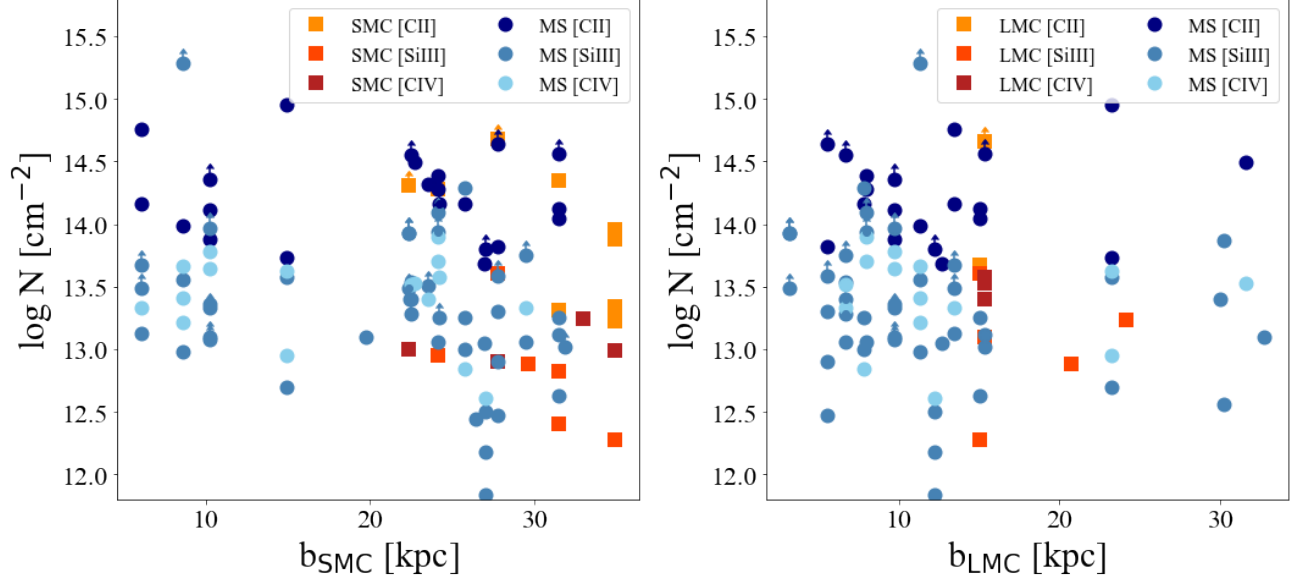 SMC [CII] MS [CII]
SMC [SiIII] MS [SiIII]
SMC [CIV] MS [CIV]
15.5
15.0
14.5
14.0
13.5
13.0
12.5
12.0
log N [cm⁻²]
10 20 30
b_SMC [kpc]
LMC [CII] MS [CII]
LMC [SiIII] MS [SiIII]
LMC [CIV] MS [CIV]
15.5
15.0
14.5
14.0
13.5
13.0
12.5
12.0
log N [cm⁻²]
10 20 30
b_LMC [kpc]